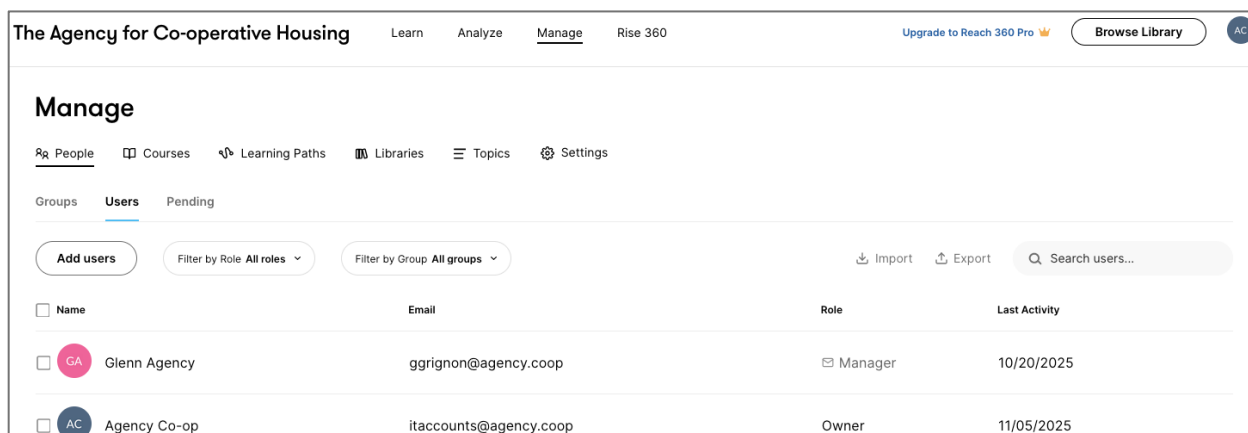 The Agency for Co-operative Housing Learn Analyze Manage Rise 360 Upgrade to Reach 360 Pro Browse Library AC
Manage
People Courses Learning Paths Libraries Topics Settings
Groups Users Pending
Add users Filter by Role All roles Filter by Group All groups Import Export Search users...
Name Email Role Last Activity
GA Glenn Agency ggrignon@agency.coop Manager 10/20/2025
AC Agency Co-op itaccounts@agency.coop Owner 11/05/2025